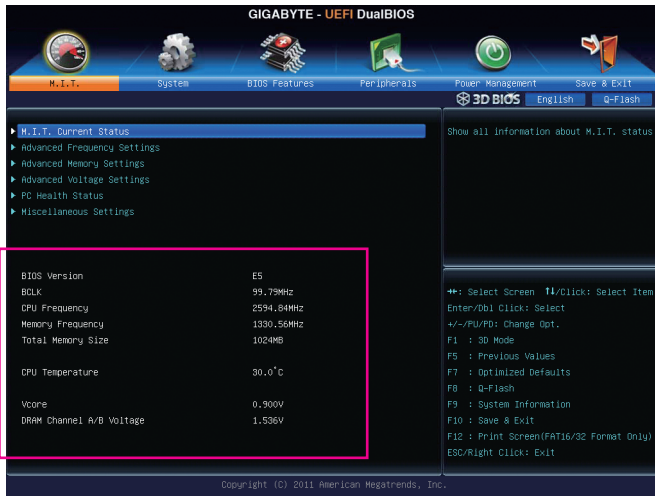 GIGABYTE - UEFI DualBIOS
M.I.T. System BIOS Features Peripherals Power Management Save & Exit
3D BIOS English Q-Flash
M.I.T. Current Status
Advanced Frequency Settings
Advanced Memory Settings
Advanced Voltage Settings
PC Health Status
Miscellaneous Settings
Show all information about M.I.T. status
BIOS Version E5
BCLK 99.79MHz
CPU Frequency 2594.84MHz
Memory Frequency 1330.56MHz
Total Memory Size 1024MB
CPU Temperature 30.0°C
Vcore 0.900V
DRAM Channel A/B Voltage 1.536V
→←: Select Screen ↑↓/Click: Select Item
Enter/Dbl Click: Select
+/-/PU/PD: Change Opt.
F1 : 3D Mode
F5 : Previous Values
F7 : Optimized Defaults
F8 : Q-Flash
F9 : System Information
F10 : Save & Exit
F12 : Print Screen(FAT16/32 Format Only)
ESC/Right Click: Exit
Copyright (C) 2011 American Megatrends, Inc.